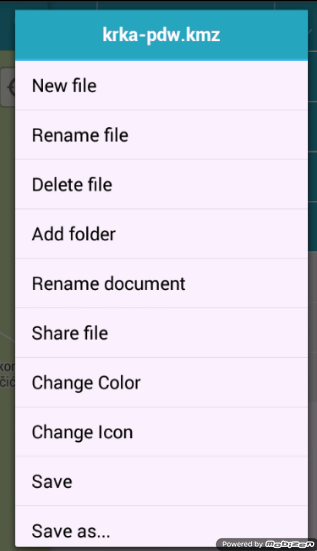 krka-pdw.kmz
New file
Rename file
Delete file
Add folder
Rename document
Share file
Change Color
Change Icon
Save
Save as...
Powered by Mobizen